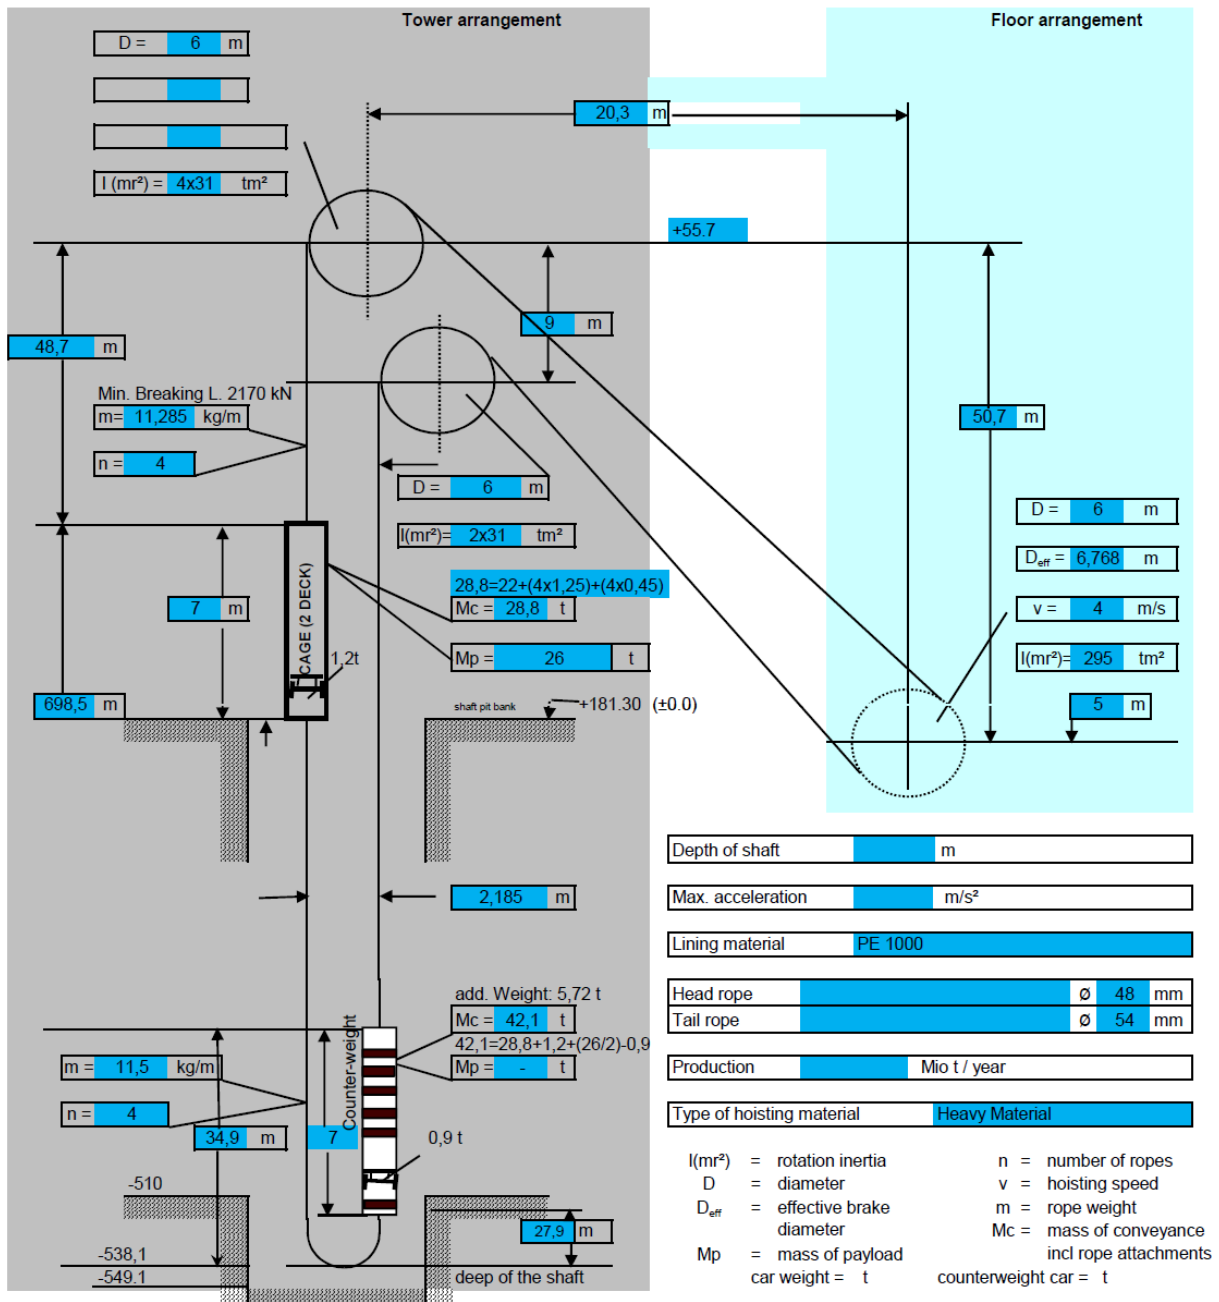 Tower arrangement
Floor arrangement
D = 6 m
20,3 m
I (mr²) = 4x31 tm²
+55.7
9 m
48,7 m
Min. Breaking L. 2170 kN
m= 11,285 kg/m
50,7 m
n = 4
D = 6 m
D = 6 m
I(mr²)= 2x31 tm²
Deff = 6,768 m
28,8=22+(4x1,25)+(4x0,45)
7 m
Mc = 28,8 t
v = 4 m/s
CAGE (2 DECK)
1,2t
Mp = 26 t
I(mr²)= 295 tm²
698,5 m
shaft pit bank
+181.30 (±0.0)
5 m
Depth of shaft m
2,185 m
Max. acceleration m/s²
Lining material PE 1000
add. Weight: 5,72 t
Head rope Ø 48 mm
Mc = 42,1 t
Tail rope Ø 54 mm
42,1=28,8+1,2+(26/2)-0,9
m = 11,5 kg/m
Counter-weight
Mp = - t
Production Mio t / year
n = 4
Type of hoisting material Heavy Material
34,9 m
7
0,9 t
I(mr²) = rotation inertia
n = number of ropes
-510
D = diameter
v = hoisting speed
Deff = effective brake
diameter
m = rope weight
27,9 m
Mc = mass of conveyance
incl rope attachments
-538,1
Mp = mass of payload
-549.1
deep of the shaft
car weight = t
counterweight car = t